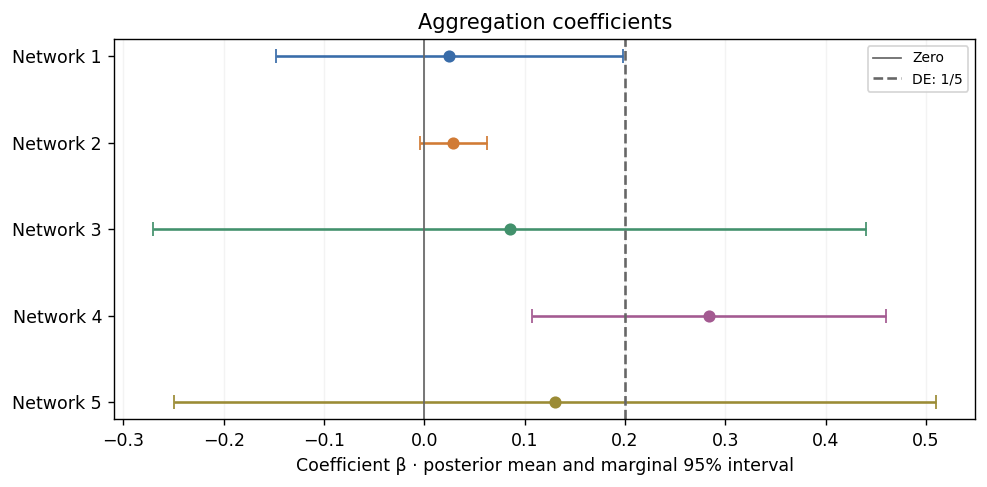 Aggregation coefficients
Network 1
Network 2
Network 3
Network 4
Network 5
Zero
DE: 1/5
−0.3 −0.2 −0.1 0.0 0.1 0.2 0.3 0.4 0.5
Coefficient β · posterior mean and marginal 95% interval